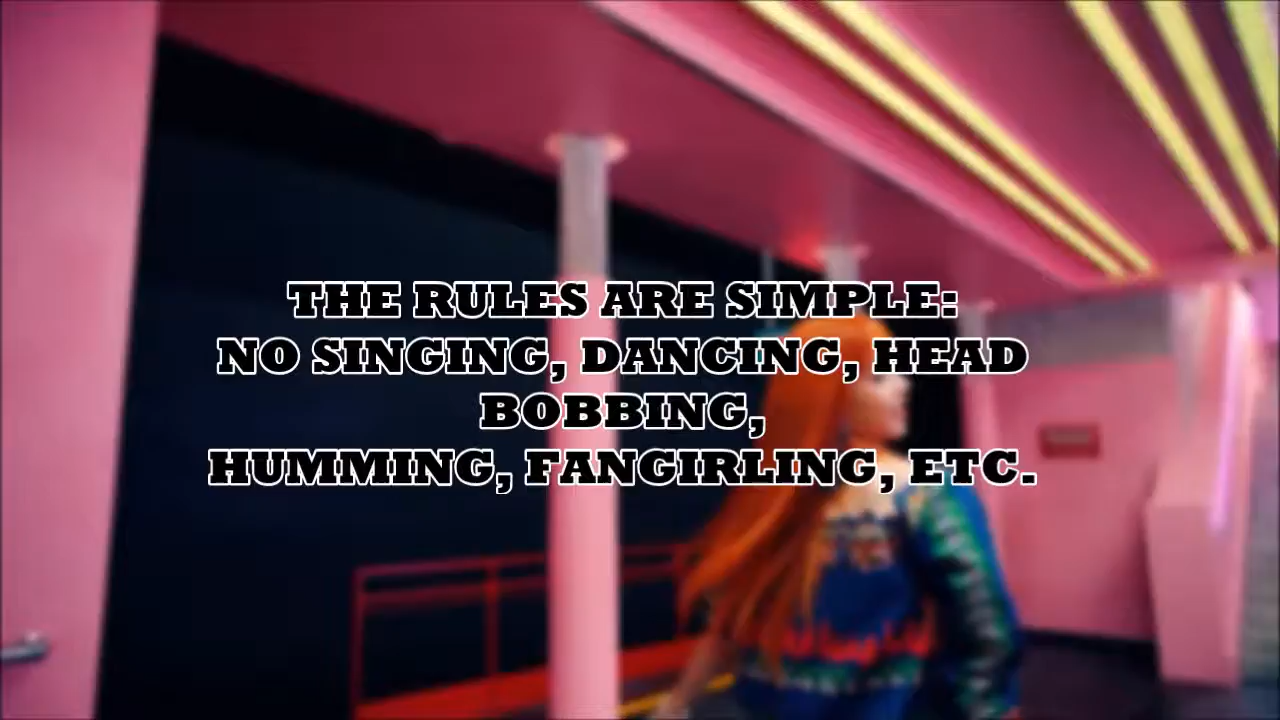 THE RULES ARE SIMPLE:
NO SINGING, DANCING, HEAD
BOBBING,
HUMMING, FANGIRLING, ETC.